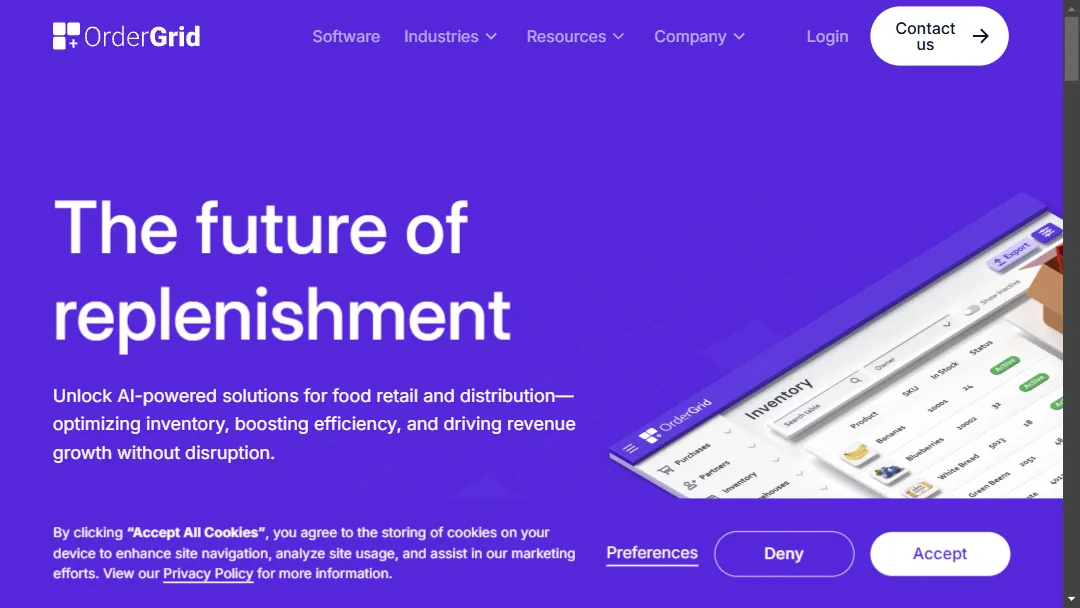 OrderGrid
Software Industries Resources Company Login
Contact us
The future of
replenishment
Unlock AI-powered solutions for food retail and distribution—
optimizing inventory, boosting efficiency, and driving revenue
growth without disruption.
Export
Show inactive
Inventory
Search table
Owner
Product SKU In Stock Status
Bananas 10001 24 Active
Blueberries 10002 32 Active
White Bread 5023 18
Green Beans 2051 48
OrderGrid
Purchases
Partners
Inventory
By clicking “Accept All Cookies”, you agree to the storing of cookies on your
device to enhance site navigation, analyze site usage, and assist in our marketing
efforts. View our Privacy Policy for more information.
Preferences
Deny
Accept